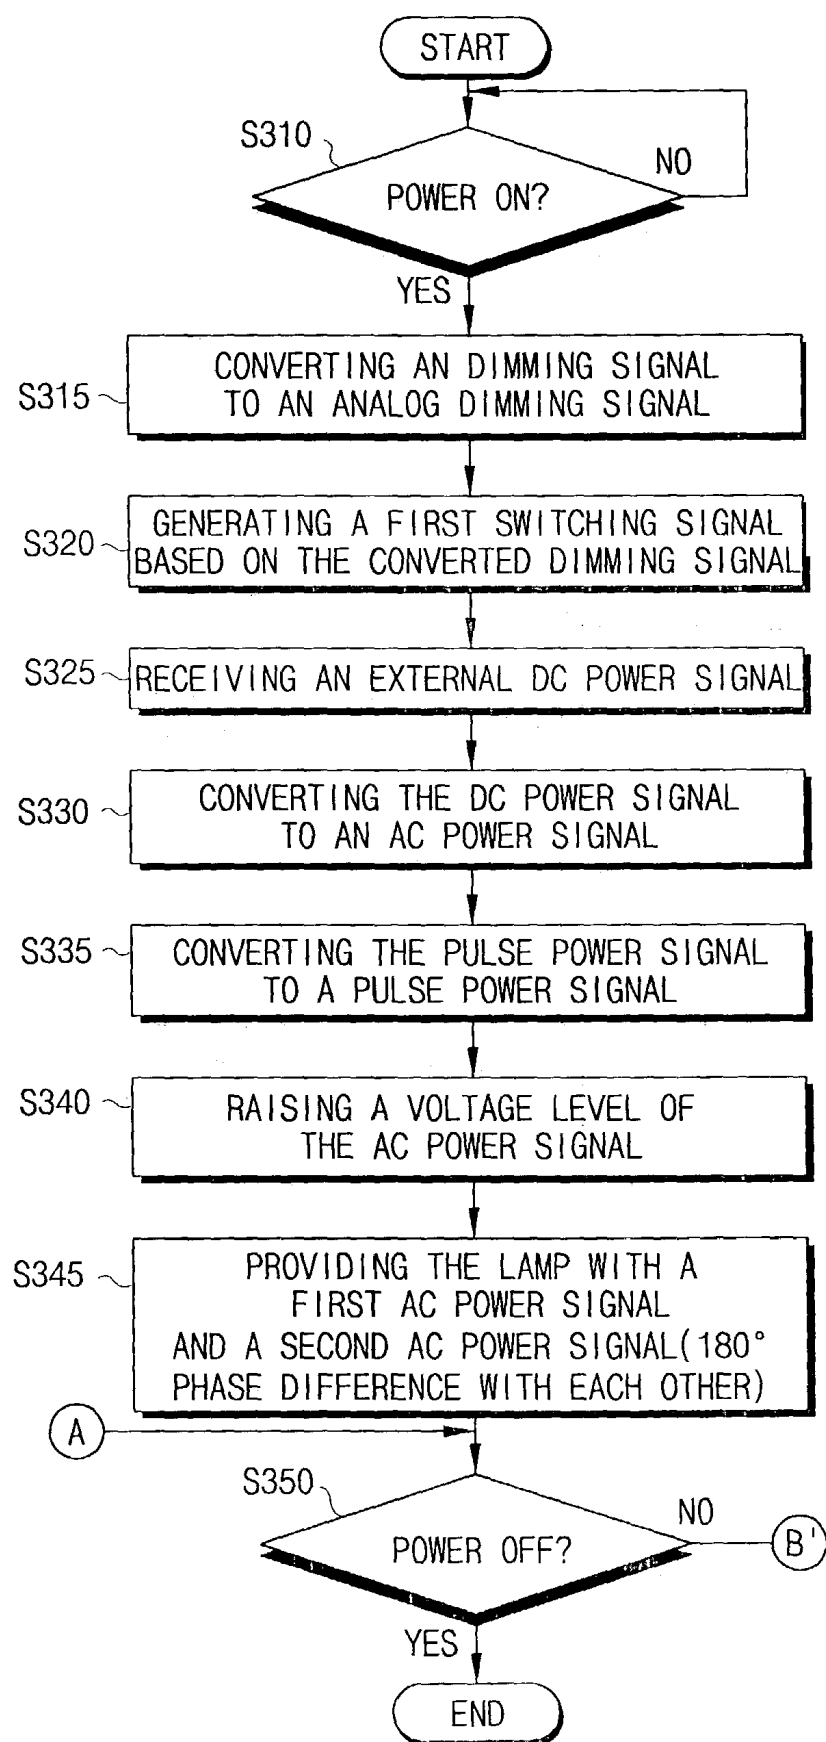 START
S310
NO
POWER ON?
YES
S315
CONVERTING AN DIMMING SIGNAL
TO AN ANALOG DIMMING SIGNAL
S320
GENERATING A FIRST SWITCHING SIGNAL
BASED ON THE CONVERTED DIMMING SIGNAL
S325
RECEIVING AN EXTERNAL DC POWER SIGNAL
S330
CONVERTING THE DC POWER SIGNAL
TO AN AC POWER SIGNAL
S335
CONVERTING THE PULSE POWER SIGNAL
TO A PULSE POWER SIGNAL
S340
RAISING A VOLTAGE LEVEL OF
THE AC POWER SIGNAL
S345
PROVIDING THE LAMP WITH A
FIRST AC POWER SIGNAL
AND A SECOND AC POWER SIGNAL(180°
PHASE DIFFERENCE WITH EACH OTHER)
A
S350
NO
POWER OFF?
B'
YES
END